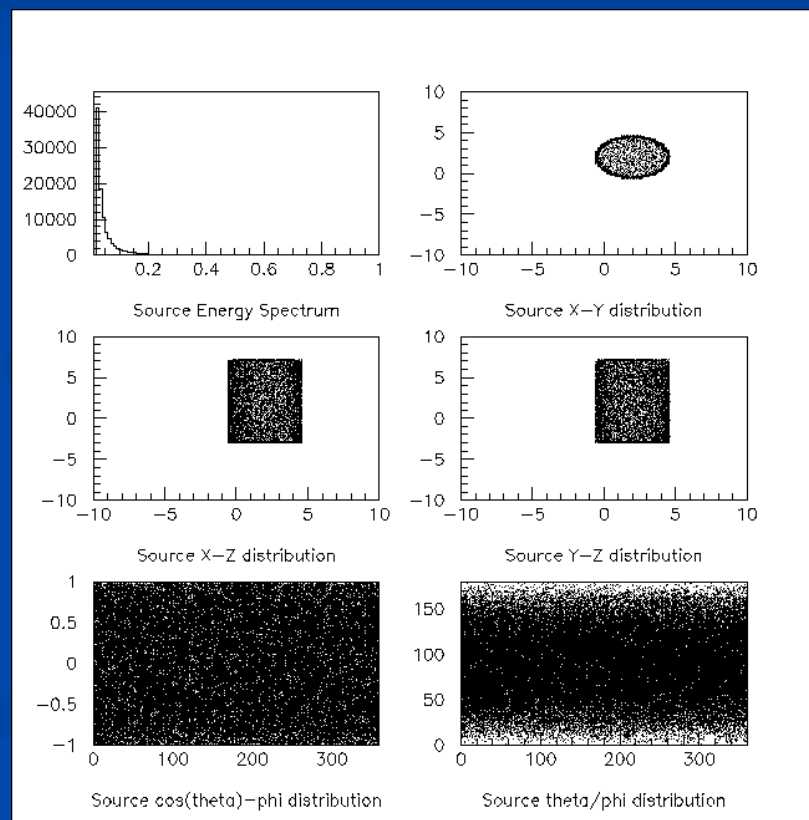 40000
30000
20000
10000
0
0.2 0.4 0.6 0.8 1
Source Energy Spectrum
10
5
0
−5
−10
−10 −5 0 5 10
Source X−Y distribution
10
5
0
−5
−10
−10 −5 0 5 10
Source X−Z distribution
10
5
0
−5
−10
−10 −5 0 5 10
Source Y−Z distribution
1
0.5
0
−0.5
−1
0 100 200 300
Source cos(theta)−phi distribution
150
100
50
0
0 100 200 300
Source theta/phi distribution